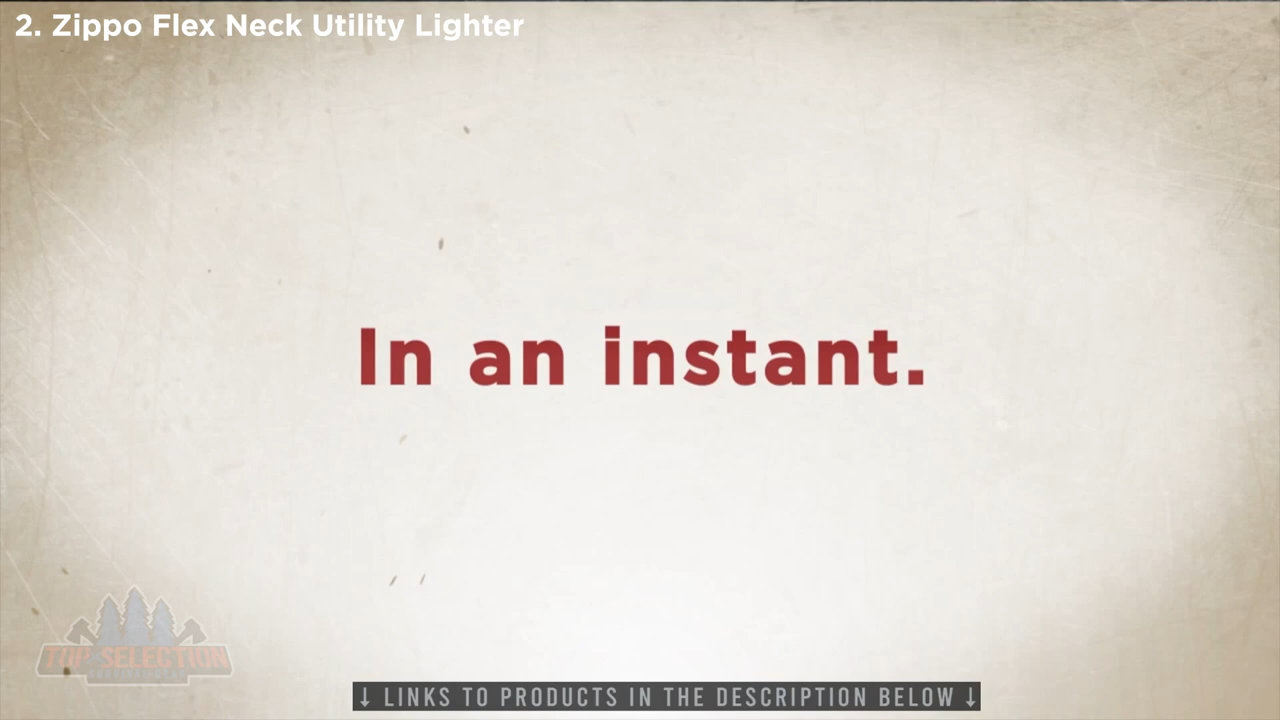 2. Zippo Flex Neck Utility Lighter
In an instant.
TOP SELECTION
↓ LINKS TO PRODUCTS IN THE DESCRIPTION BELOW ↓